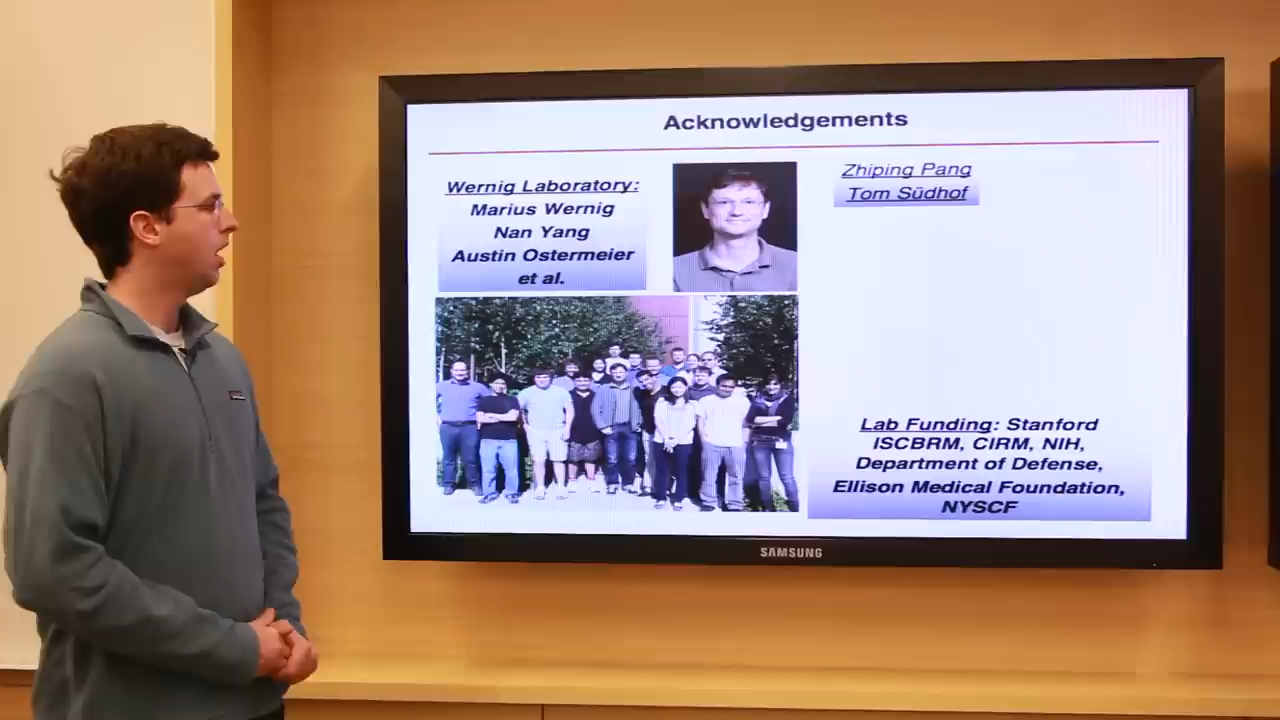 Acknowledgements
Wernig Laboratory:
Marius Wernig
Nan Yang
Austin Ostermeier
et al.
Zhiping Pang
Tom Südhof
Lab Funding: Stanford
ISCBRM, CIRM, NIH,
Department of Defense,
Ellison Medical Foundation,
NYSCF
SAMSUNG